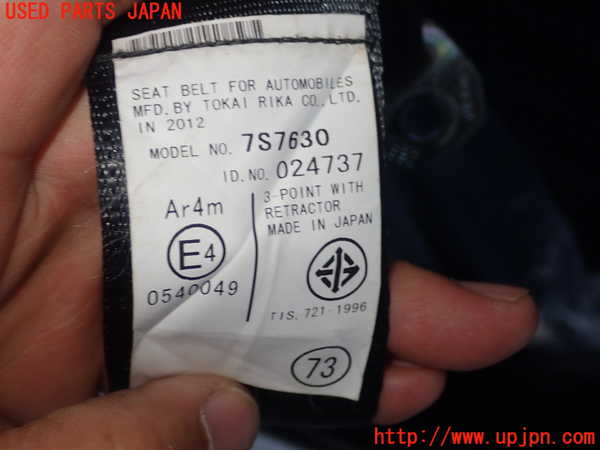 USED PARTS JAPAN
SEAT BELT FOR AUTOMOBILES
MFD. BY TOKAI RIKA CO., LTD.
IN 2012
MODEL NO. 7S7630
ID. NO. 024737
Ar4m
E4
0540049
3-POINT WITH
RETRACTOR
MADE IN JAPAN
TIS. 721-1996
73
http://www.upjpn.com